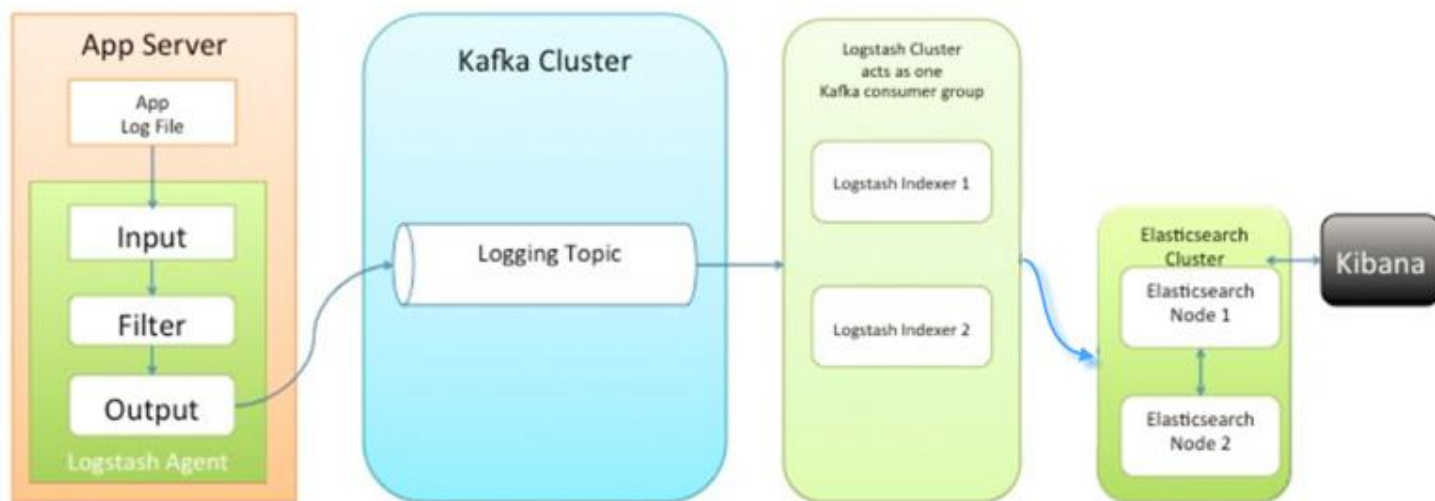 App Server
App
Log File
Input
Filter
Output
Logstash Agent
Kafka Cluster
Logging Topic
Logstash Cluster
acts as one
Kafka consumer group
Logstash Indexer 1
Logstash Indexer 2
Elasticsearch
Cluster
Elasticsearch
Node 1
Elasticsearch
Node 2
Kibana